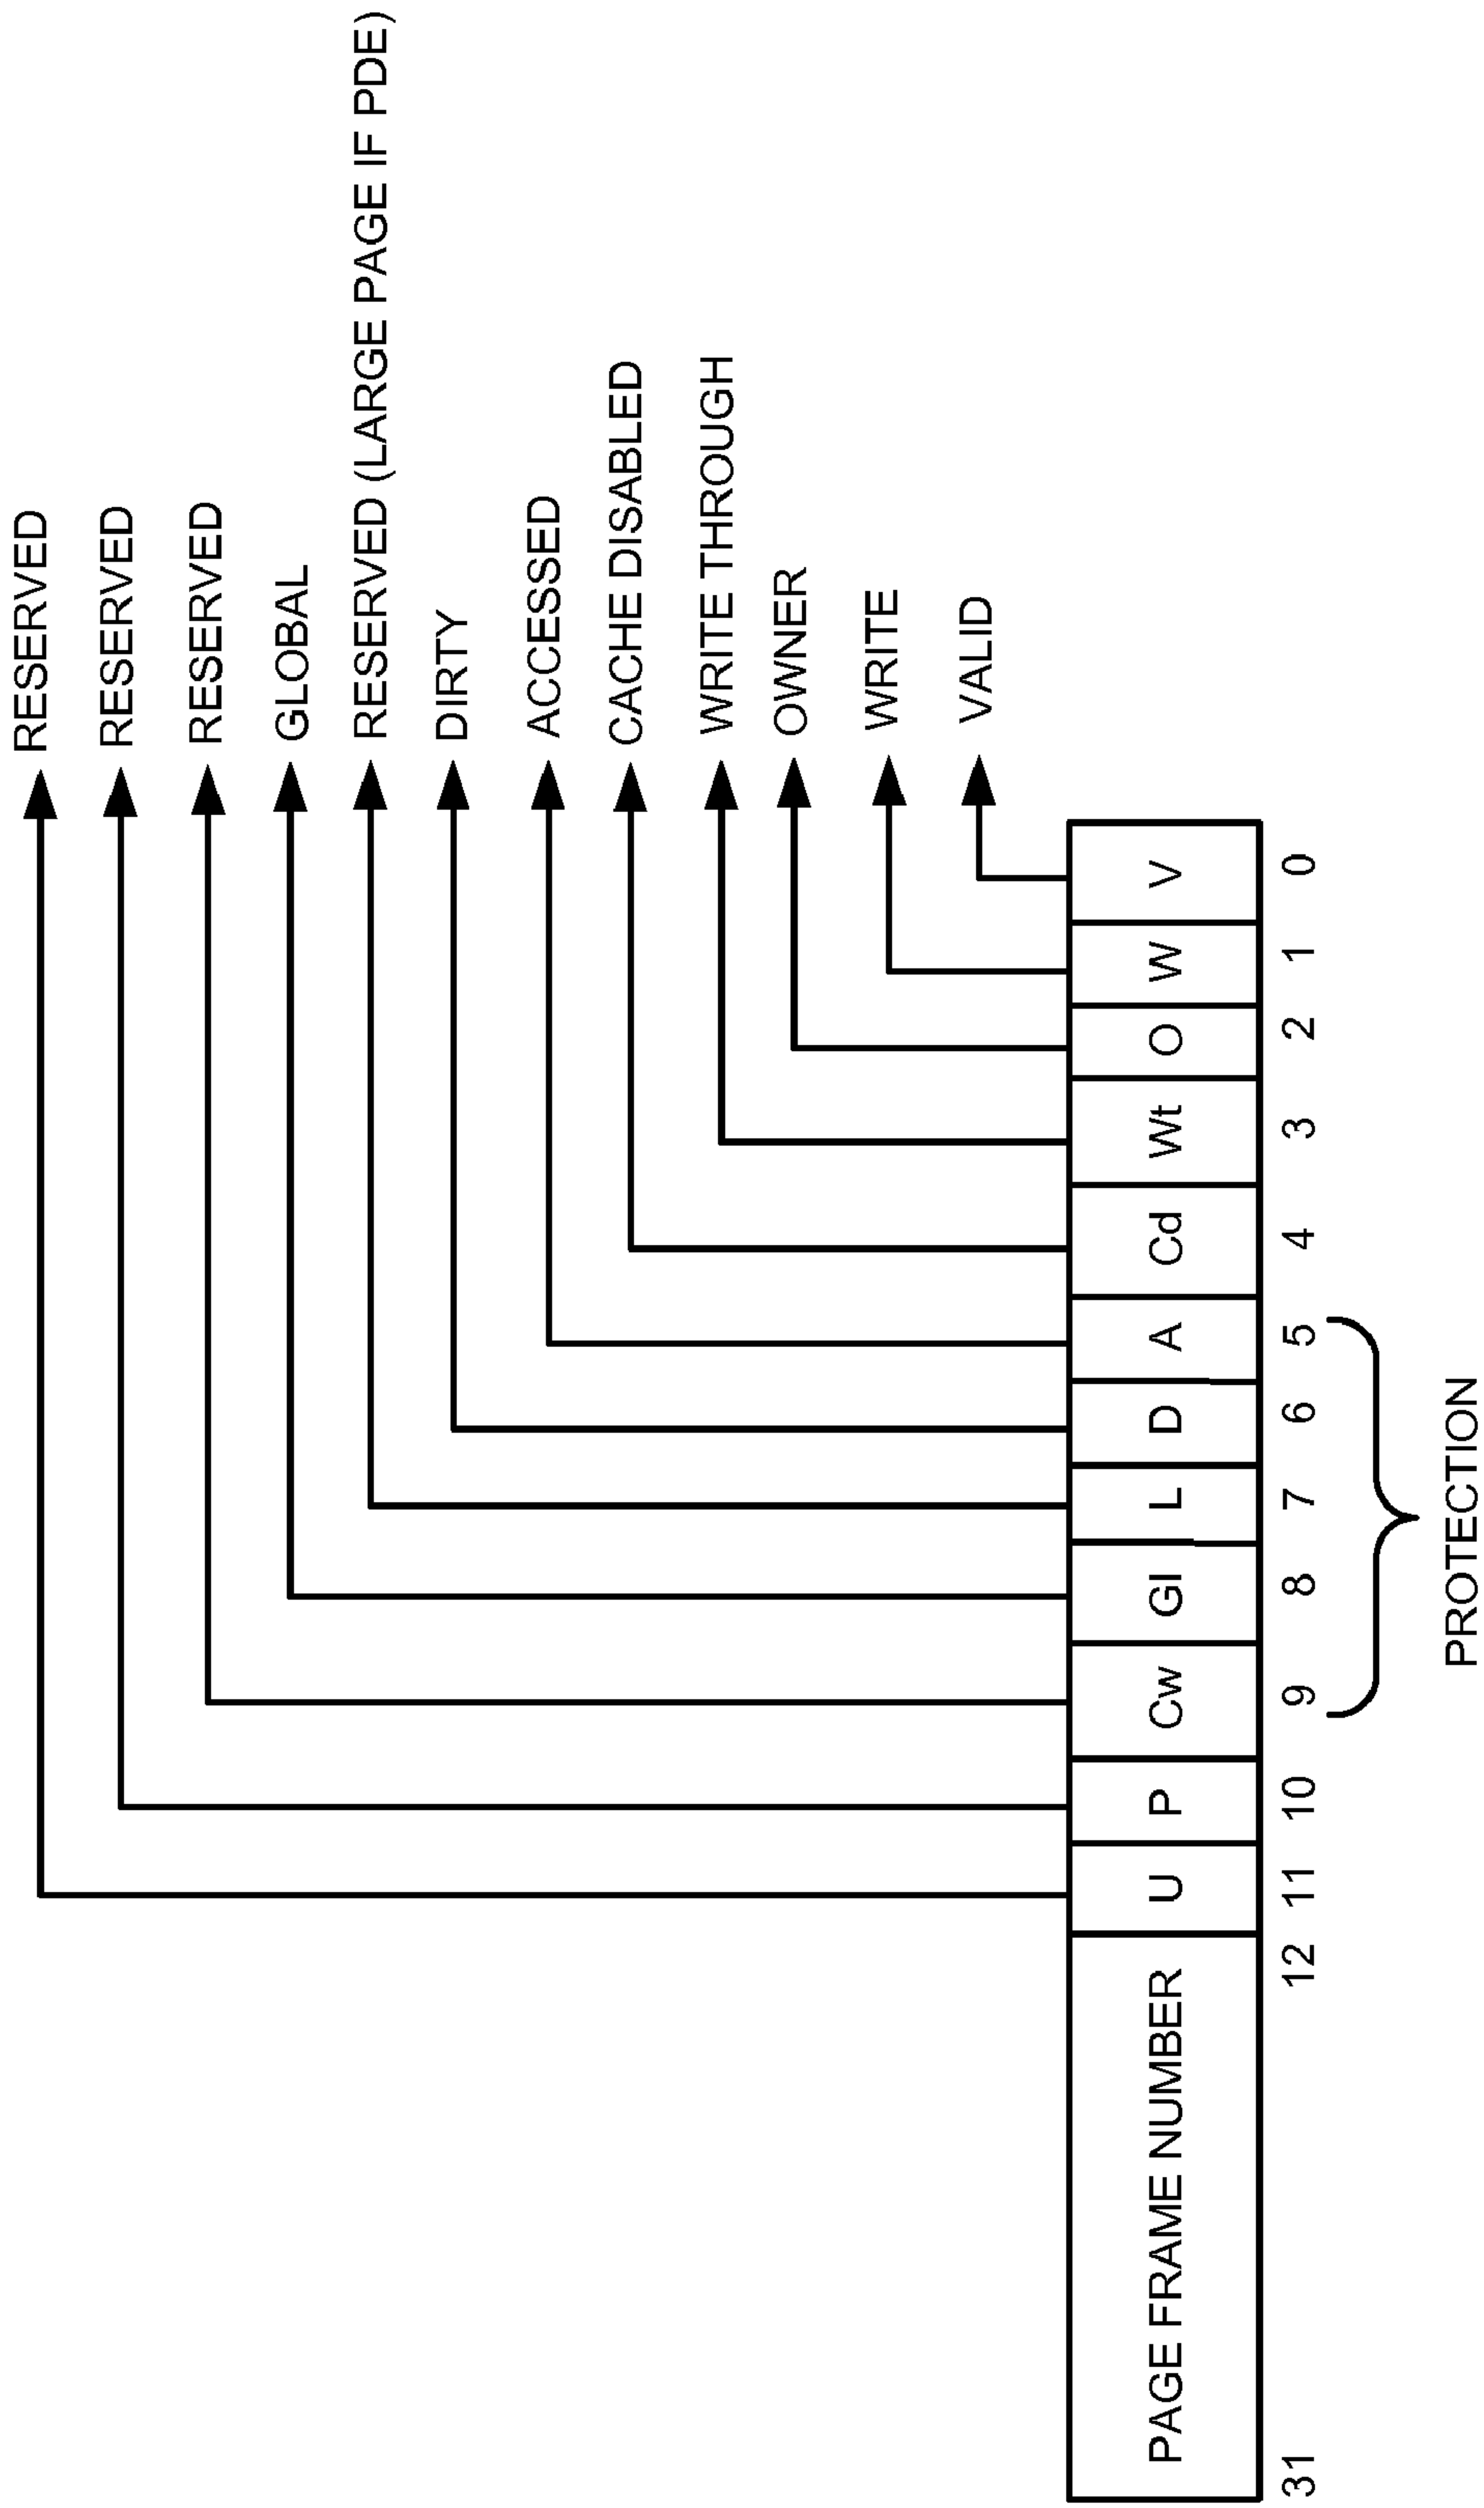 RESERVED
RESERVED
RESERVED
GLOBAL
RESERVED (LARGE PAGE IF PDE)
DIRTY
ACCESSED
CACHE DISABLED
WRITE THROUGH
OWNER
WRITE
VALID
PAGE FRAME NUMBER U P Cw Gl L D A Cd Wt O W V
31 12 11 10 9 8 7 6 5 4 3 2 1 0
PROTECTION